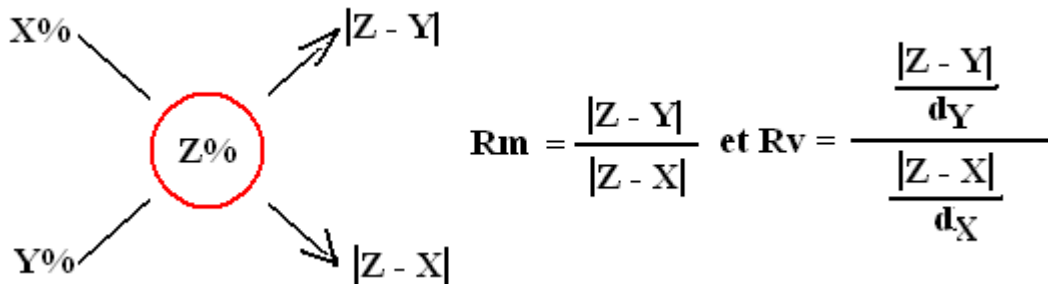 X%
|Z - Y|
Z%
Y%
|Z - X|
Rm = |Z - Y| / |Z - X| et Rv = (|Z - Y| / dY) / (|Z - X| / dX)